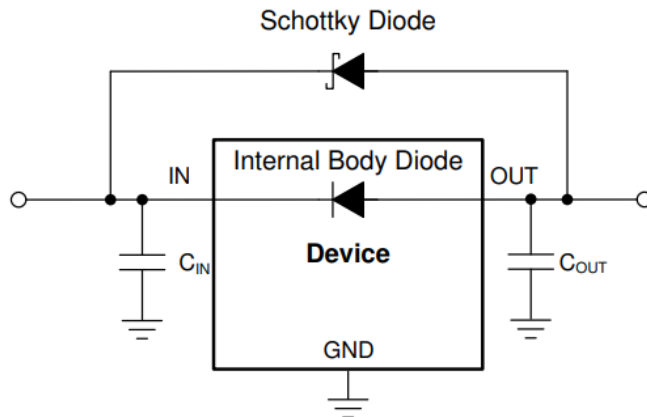 Schottky Diode
Internal Body Diode
IN
OUT
Device
CIN
COUT
GND